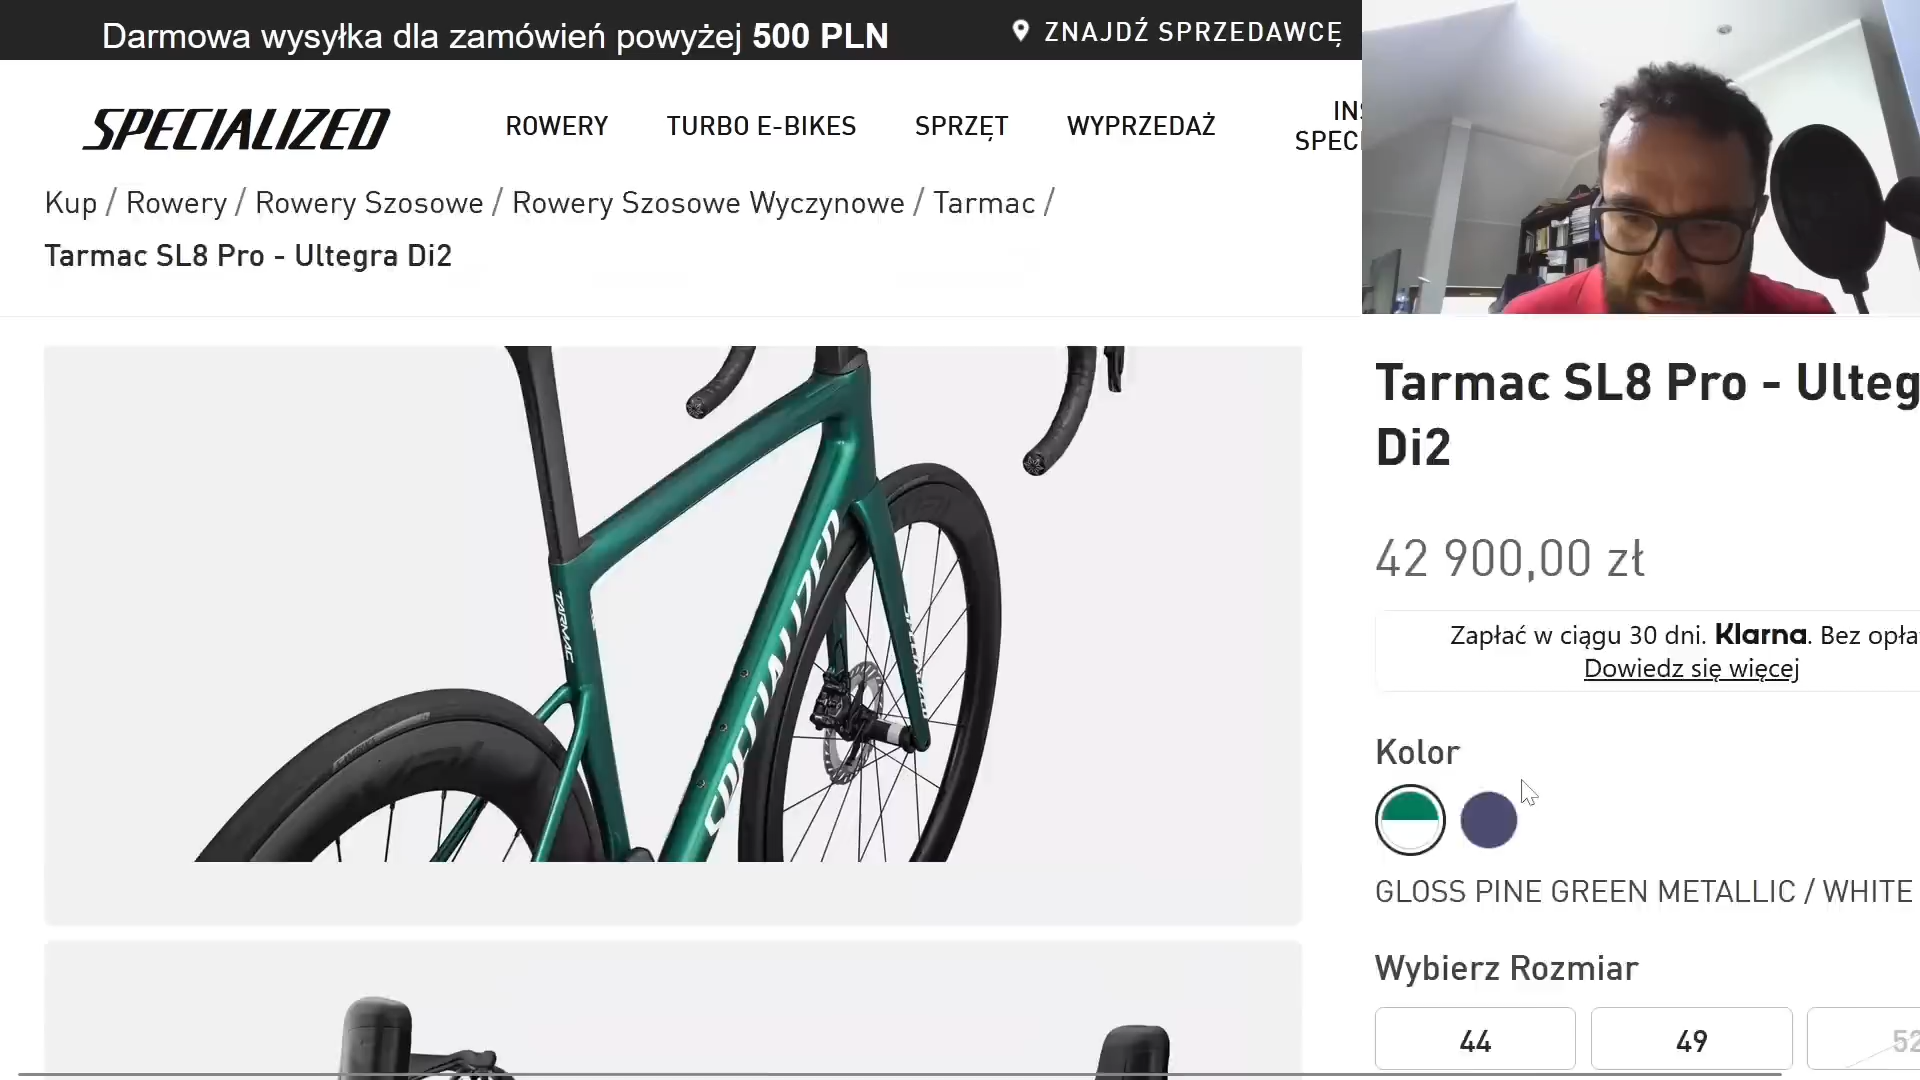 Darmowa wysyłka dla zamówień powyżej 500 PLN
ZNAJDŹ SPRZEDAWCĘ
SPECIALIZED
ROWERY
TURBO E-BIKES
SPRZĘT
WYPRZEDAŻ
Kup / Rowery / Rowery Szosowe / Rowery Szosowe Wyczynowe / Tarmac /
Tarmac SL8 Pro - Ultegra Di2
TARMAC
SPECIALIZED
Tarmac SL8 Pro - Ulteg
Di2
42 900,00 zł
Zapłać w ciągu 30 dni. Klarna. Bez opła
Dowiedz się więcej
Kolor
GLOSS PINE GREEN METALLIC / WHITE
Wybierz Rozmiar
44
49
52